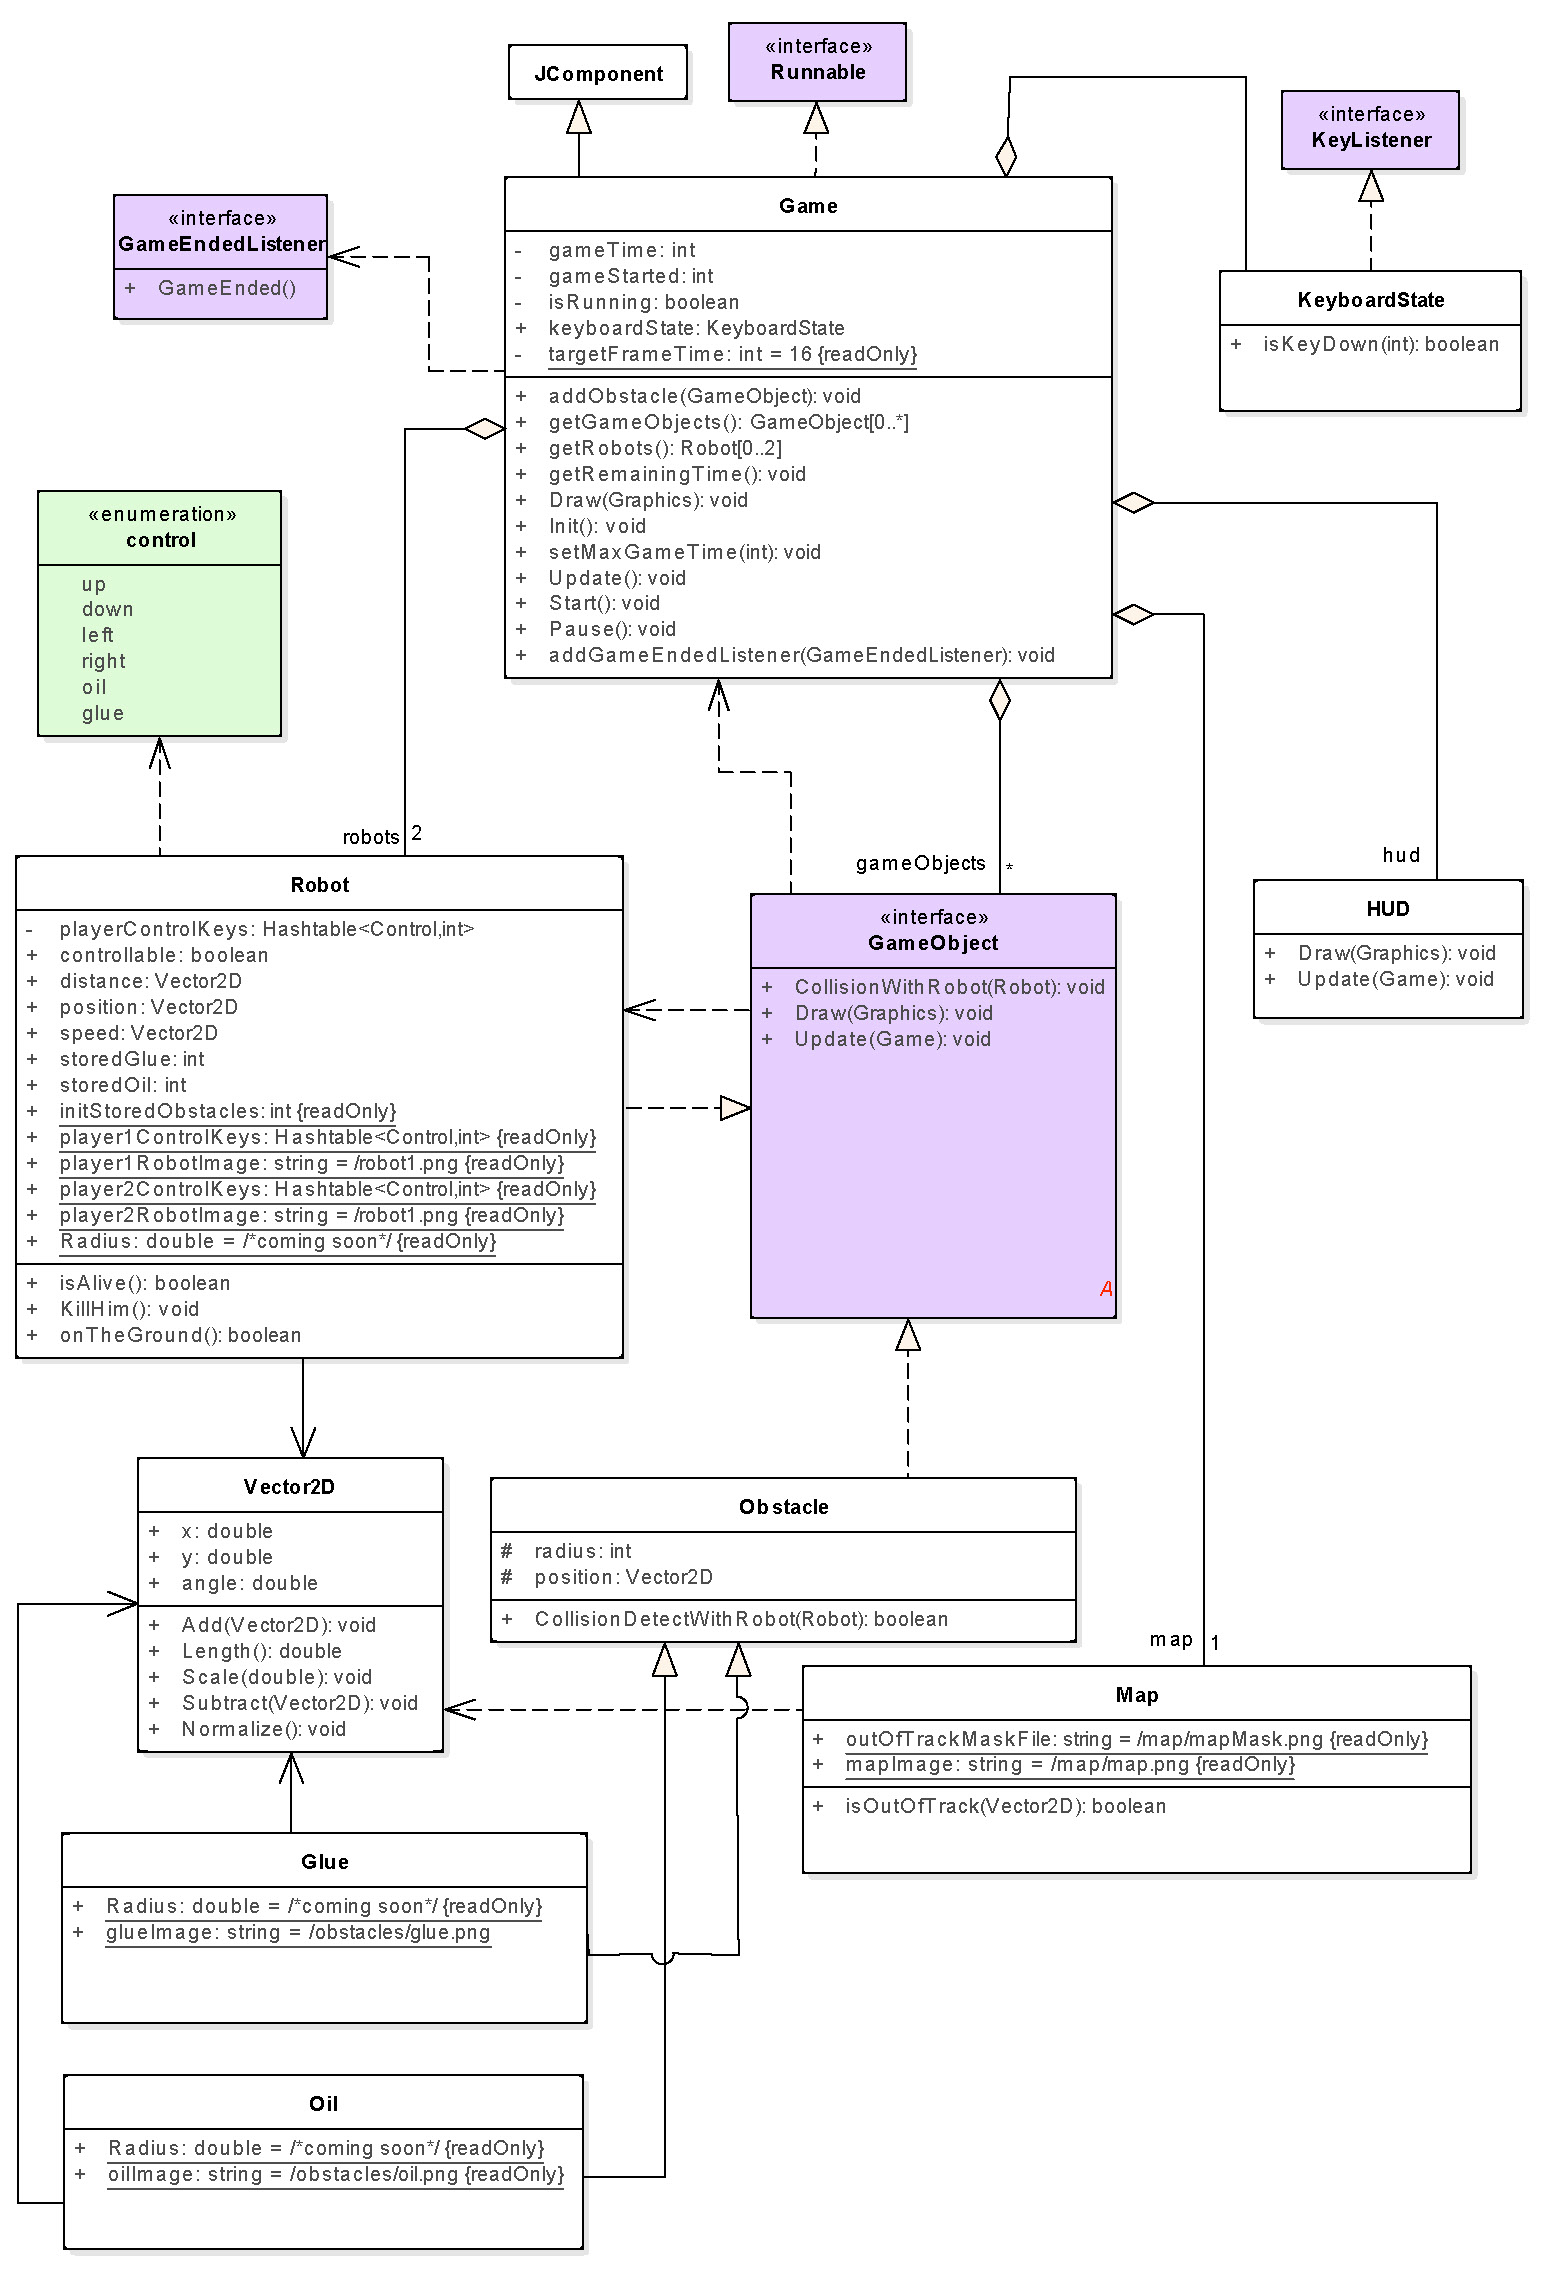 JComponent
«interface»
Runnable
«interface»
KeyListener
«interface»
GameEndedListener
+ GameEnded()
Game
- gameTime: int
- gameStarted: int
- isRunning: boolean
+ keyboardState: KeyboardState
- targetFrameTime: int = 16 {readOnly}
+ addObstacle(GameObject): void
+ getGameObjects(): GameObject[0..*]
+ getRobots(): Robot[0..2]
+ getRemainingTime(): void
+ Draw(Graphics): void
+ Init(): void
+ setMaxGameTime(int): void
+ Update(): void
+ Start(): void
+ Pause(): void
+ addGameEndedListener(GameEndedListener): void
KeyboardState
+ isKeyDown(int): boolean
«enumeration»
control
up
down
left
right
oil
glue
robots 2
gameObjects *
hud
Robot
- playerControlKeys: Hashtable<Control,int>
+ controllable: boolean
+ distance: Vector2D
+ position: Vector2D
+ speed: Vector2D
+ storedGlue: int
+ storedOil: int
+ initStoredObstacles: int {readOnly}
+ player1ControlKeys: Hashtable<Control,int> {readOnly}
+ player1RobotImage: string = /robot1.png {readOnly}
+ player2ControlKeys: Hashtable<Control,int> {readOnly}
+ player2RobotImage: string = /robot1.png {readOnly}
+ Radius: double = /*coming soon*/ {readOnly}
+ isAlive(): boolean
+ KillHim(): void
+ onTheGround(): boolean
«interface»
GameObject
+ CollisionWithRobot(Robot): void
+ Draw(Graphics): void
+ Update(Game): void
A
HUD
+ Draw(Graphics): void
+ Update(Game): void
Vector2D
+ x: double
+ y: double
+ angle: double
+ Add(Vector2D): void
+ Length(): double
+ Scale(double): void
+ Subtract(Vector2D): void
+ Normalize(): void
Obstacle
# radius: int
# position: Vector2D
+ CollisionDetectWithRobot(Robot): boolean
map 1
Map
+ outOfTrackMaskFile: string = /map/mapMask.png {readOnly}
+ mapImage: string = /map/map.png {readOnly}
+ isOutOfTrack(Vector2D): boolean
Glue
+ Radius: double = /*coming soon*/ {readOnly}
+ glueImage: string = /obstacles/glue.png
Oil
+ Radius: double = /*coming soon*/ {readOnly}
+ oilImage: string = /obstacles/oil.png {readOnly}